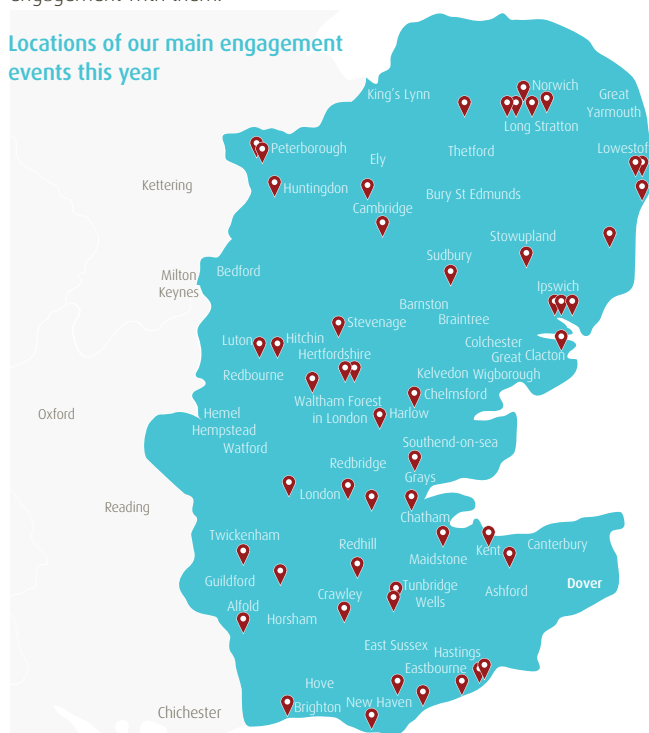 Locations of our main engagement
events this year
King's Lynn
Norwich
Great
Yarmouth
Long Stratton
Peterborough
Ely
Thetford
Lowestof
Kettering
Huntingdon
Bury St Edmunds
Cambridge
Stowupland
Sudbury
Milton
Keynes
Bedford
Ipswich
Barnston
Braintree
Stevenage
Luton
Hitchin
Colchester
Hertfordshire
Great
Clacton
Redbourne
Kelvedon
Wigborough
Waltham Forest
in London
Chelmsford
Harlow
Oxford
Hemel
Hempstead
Watford
Southend-on-sea
Redbridge
Grays
London
Reading
Chatham
Twickenham
Redhill
Maidstone
Kent
Canterbury
Guildford
Tunbridge
Wells
Ashford
Dover
Crawley
Alfold
Horsham
East Sussex
Hastings
Eastbourne
Hove
New Haven
Brighton
Chichester